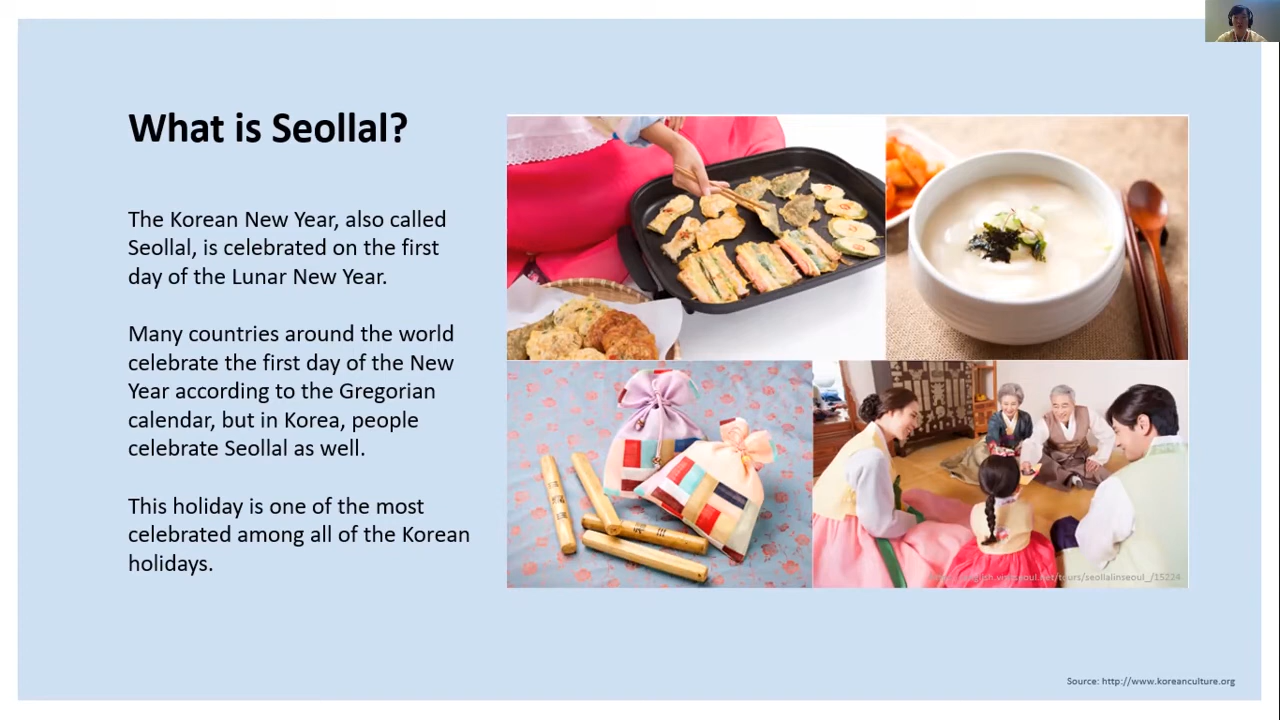 What is Seollal?
The Korean New Year, also called
Seollal, is celebrated on the first
day of the Lunar New Year.
Many countries around the world
celebrate the first day of the New
Year according to the Gregorian
calendar, but in Korea, people
celebrate Seollal as well.
This holiday is one of the most
celebrated among all of the Korean
holidays.
Source: http://www.koreanculture.org